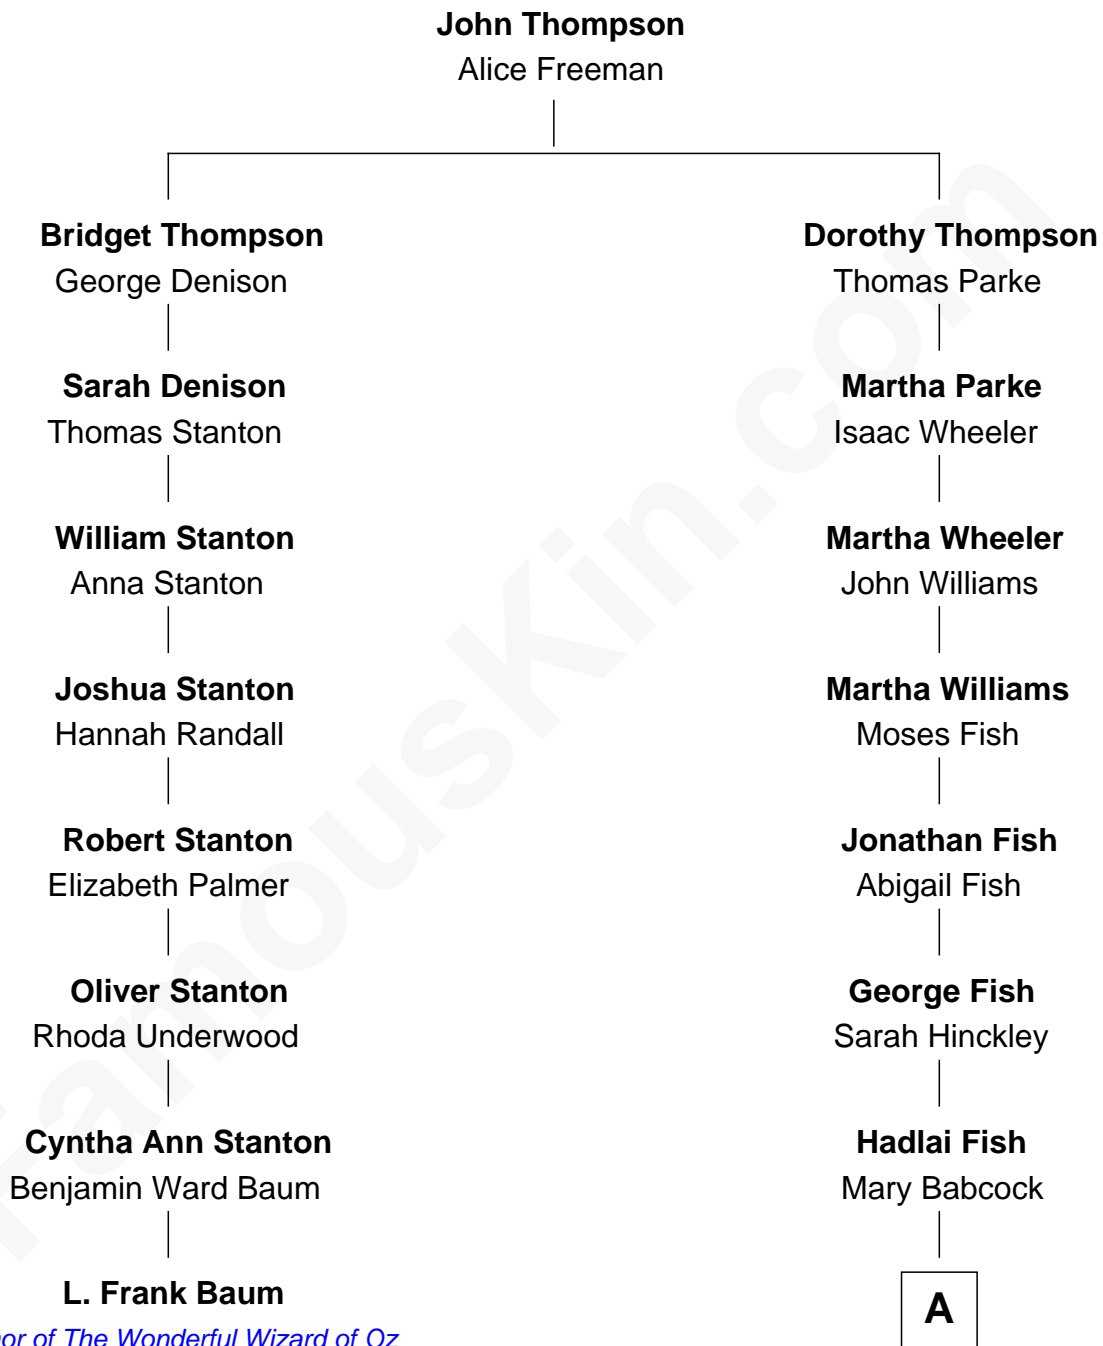 John Thompson
Alice Freeman
Bridget Thompson
George Denison
Dorothy Thompson
Thomas Parke
Sarah Denison
Thomas Stanton
Martha Parke
Isaac Wheeler
William Stanton
Anna Stanton
Martha Wheeler
John Williams
Joshua Stanton
Hannah Randall
Martha Williams
Moses Fish
Robert Stanton
Elizabeth Palmer
Jonathan Fish
Abigail Fish
Oliver Stanton
Rhoda Underwood
George Fish
Sarah Hinckley
Cyntha Ann Stanton
Benjamin Ward Baum
Hadlai Fish
Mary Babcock
L. Frank Baum
of The Wonderful Wizard of Oz
A
FamousKin.com